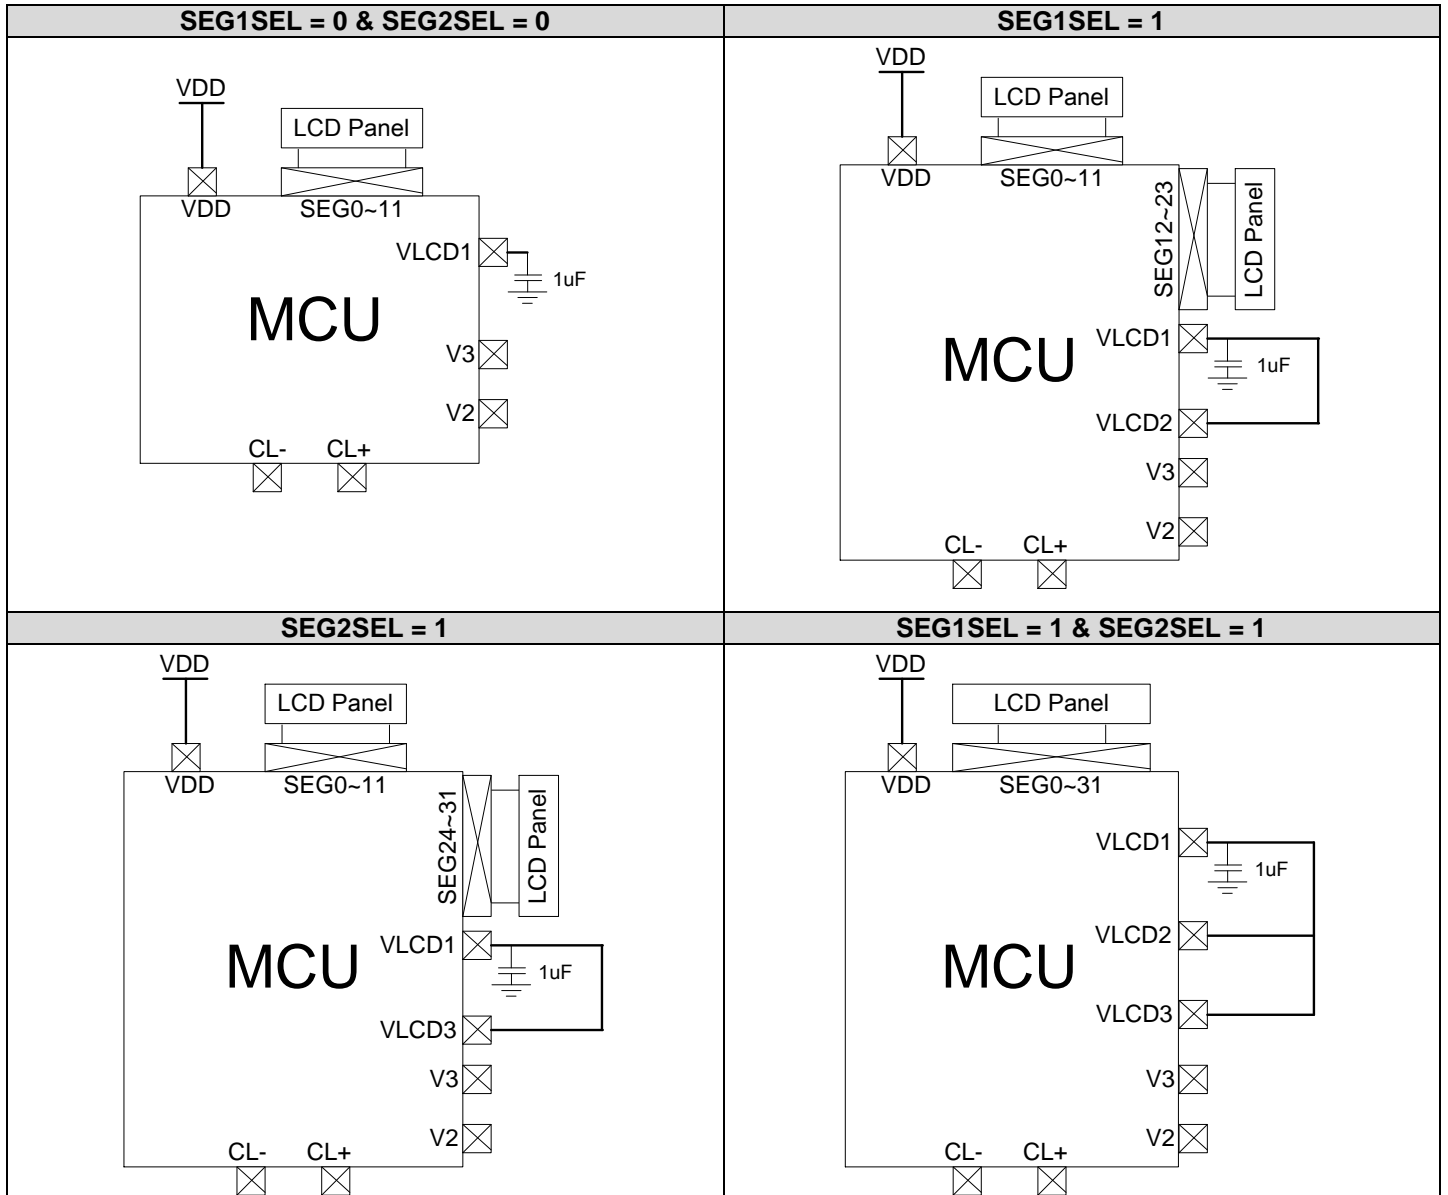 SEG1SEL = 0 & SEG2SEL = 0
VDD
LCD Panel
VDD
SEG0~11
VLCD1
1uF
MCU
V3
V2
CL-
CL+
SEG1SEL = 1
VDD
LCD Panel
VDD
SEG0~11
SEG12~23
LCD Panel
VLCD1
1uF
MCU
VLCD2
V3
V2
CL-
CL+
SEG2SEL = 1
VDD
LCD Panel
VDD
SEG0~11
SEG24~31
LCD Panel
VLCD1
1uF
MCU
VLCD3
V3
V2
CL-
CL+
SEG1SEL = 1 & SEG2SEL = 1
VDD
LCD Panel
VDD
SEG0~31
VLCD1
1uF
VLCD2
MCU
VLCD3
V3
V2
CL-
CL+